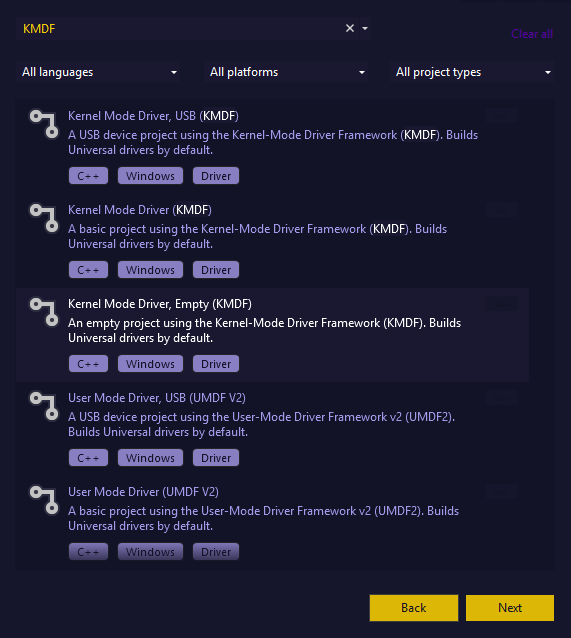 KMDF
Clear all
All languages
All platforms
All project types
Kernel Mode Driver, USB (KMDF)
A USB device project using the Kernel-Mode Driver Framework (KMDF). Builds
Universal drivers by default.
C++
Windows
Driver
Kernel Mode Driver (KMDF)
A basic project using the Kernel-Mode Driver Framework (KMDF). Builds
Universal drivers by default.
C++
Windows
Driver
Kernel Mode Driver, Empty (KMDF)
An empty project using the Kernel-Mode Driver Framework (KMDF). Builds
Universal drivers by default.
C++
Windows
Driver
User Mode Driver, USB (UMDF V2)
A USB device project using the User-Mode Driver Framework v2 (UMDF2).
Builds Universal drivers by default.
C++
Windows
Driver
User Mode Driver (UMDF V2)
A basic project using the User-Mode Driver Framework v2 (UMDF2). Builds
Universal drivers by default.
C++
Windows
Driver
Back
Next